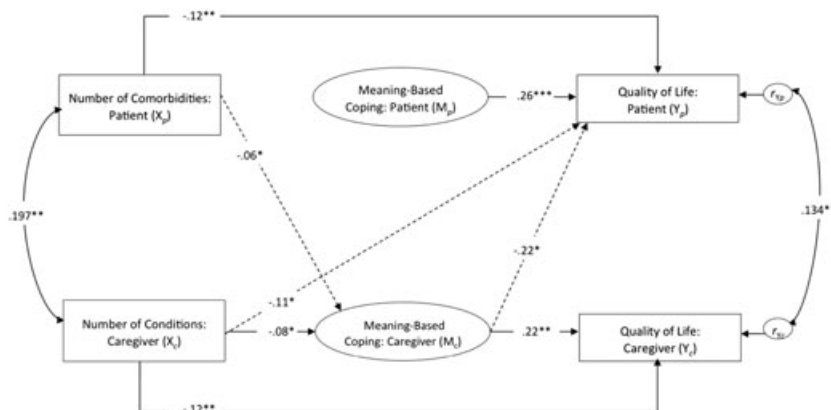 -.12**
Number of Comorbidities:
Patient (Xp)
Meaning-Based
Coping: Patient (Mp)
.26***
Quality of Life:
Patient (Yp)
rYp
-.06*
.197**
.134*
-.22*
-.11*
Number of Conditions:
Caregiver (Xc)
-.08*
Meaning-Based
Coping: Caregiver (Mc)
.22**
Quality of Life:
Caregiver (Yc)
-.12**